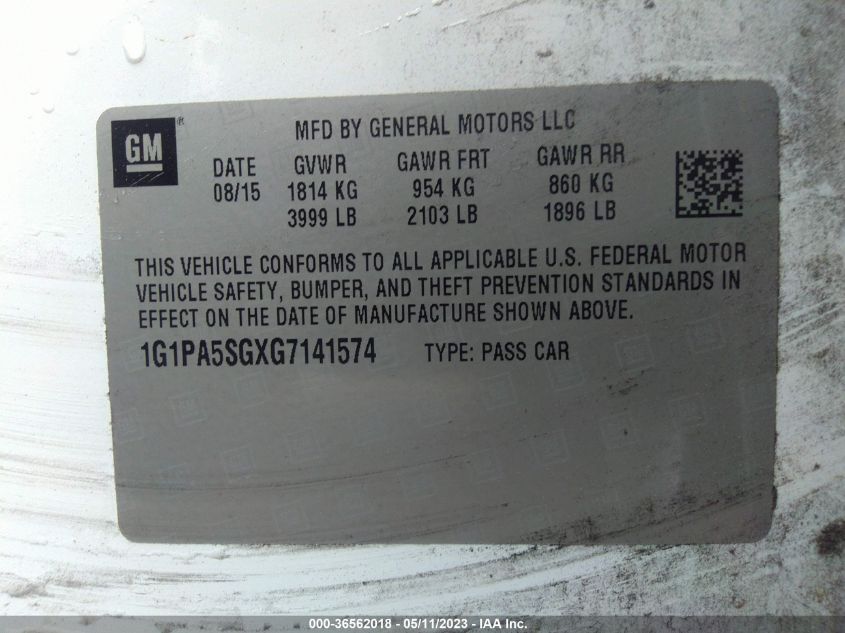 GM ®
MFD BY GENERAL MOTORS LLC
DATE GVWR GAWR FRT GAWR RR
08/15 1814 KG 954 KG 860 KG
3999 LB 2103 LB 1896 LB
THIS VEHICLE CONFORMS TO ALL APPLICABLE U.S. FEDERAL MOTOR
VEHICLE SAFETY, BUMPER, AND THEFT PREVENTION STANDARDS IN
EFFECT ON THE DATE OF MANUFACTURE SHOWN ABOVE.
1G1PA5SGXG7141574 TYPE: PASS CAR
000-36562018 - 05/11/2023 - IAA Inc.